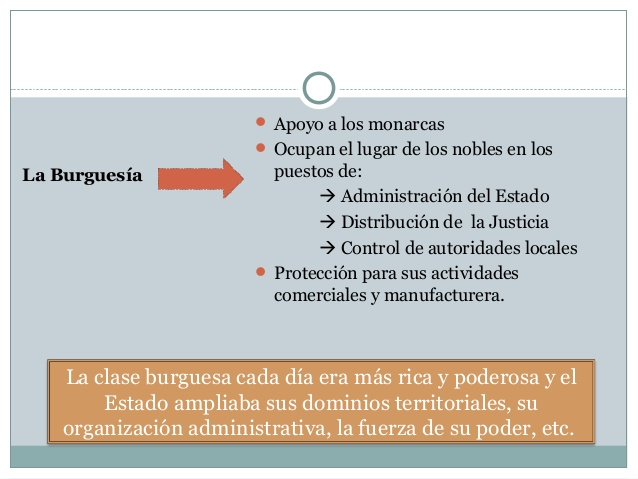 La Burguesía
Apoyo a los monarcas
Ocupan el lugar de los nobles en los
puestos de:
→ Administración del Estado
→ Distribución de la Justicia
→ Control de autoridades locales
Protección para sus actividades
comerciales y manufacturera.
La clase burguesa cada día era más rica y poderosa y el
Estado ampliaba sus dominios territoriales, su
organización administrativa, la fuerza de su poder, etc.